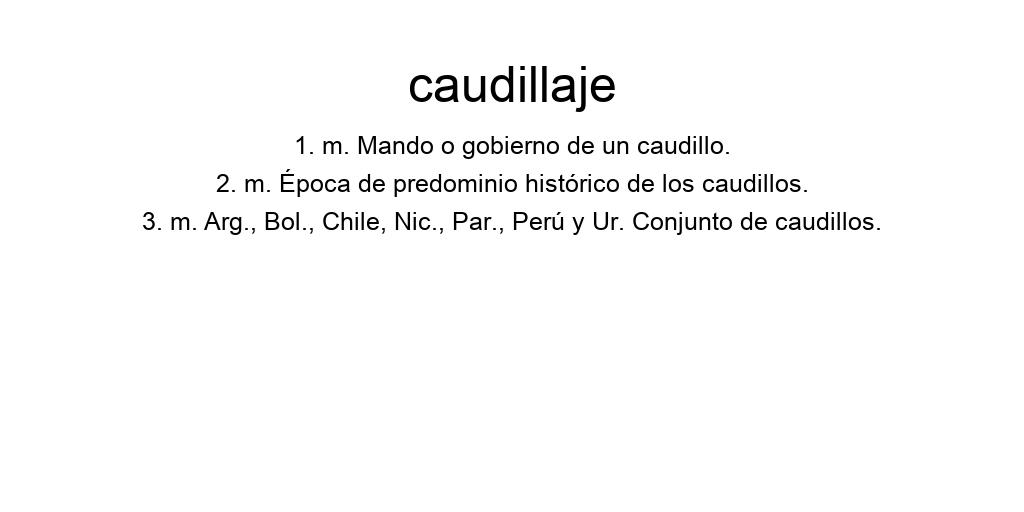 caudillaje
1. m. Mando o gobierno de un caudillo.
2. m. Época de predominio histórico de los caudillos.
3. m. Arg., Bol., Chile, Nic., Par., Perú y Ur. Conjunto de caudillos.